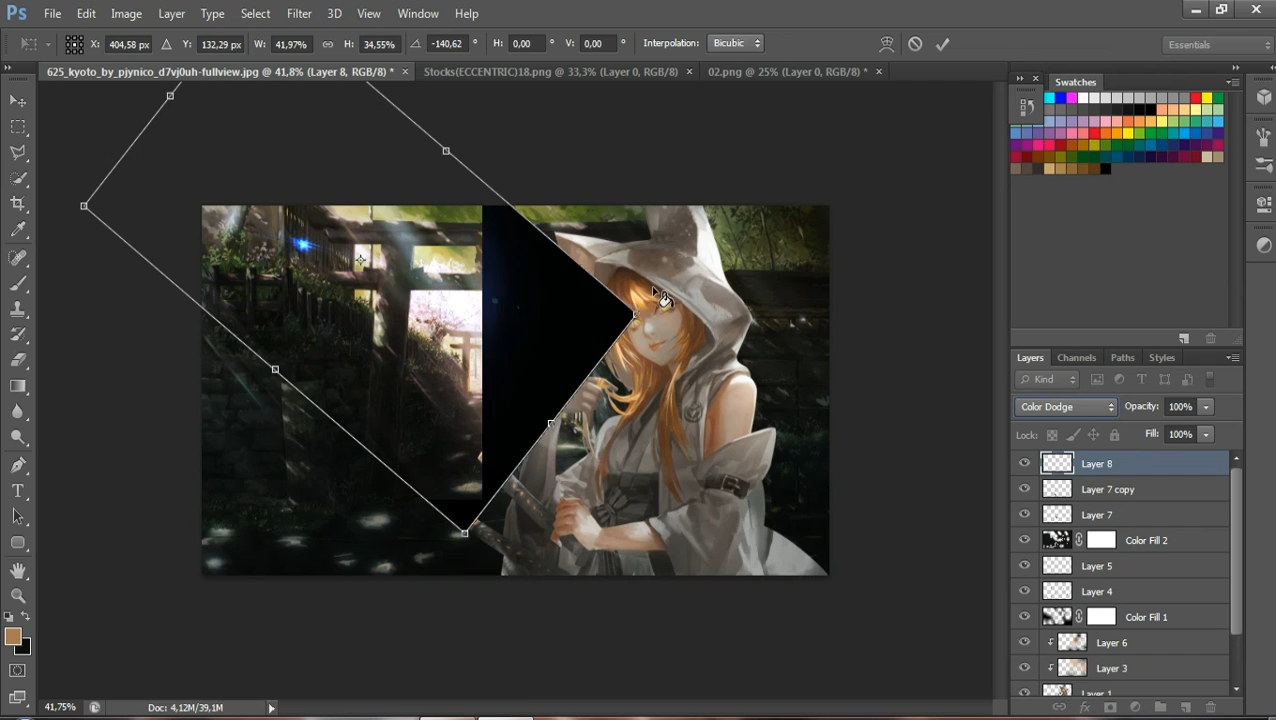 Ps File Edit Image Layer Type Select Filter 3D View Window Help
X: 404,58 px Y: 132,29 px W: 41,97% H: 34,55% -140,62 ° H: 0,00 ° V: 0,00 ° Interpolation: Bicubic Essentials
625_kyoto_by_pjynico_d7vj0uh-fullview.jpg @ 41,8% (Layer 8, RGB/8) * × Stocks(ECCENTRIC)18.png @ 33,3% (Layer 0, RGB/8) × 02.png @ 25% (Layer 0, RGB/8) * ×
Swatches
Layers Channels Paths Styles
Kind
Color Dodge Opacity: 100%
Lock: Fill: 100%
Layer 8
Layer 7 copy
Layer 7
Color Fill 2
Layer 5
Layer 4
Color Fill 1
Layer 6
Layer 3
Layer 1
41,75% Doc: 4,12M/39,1M